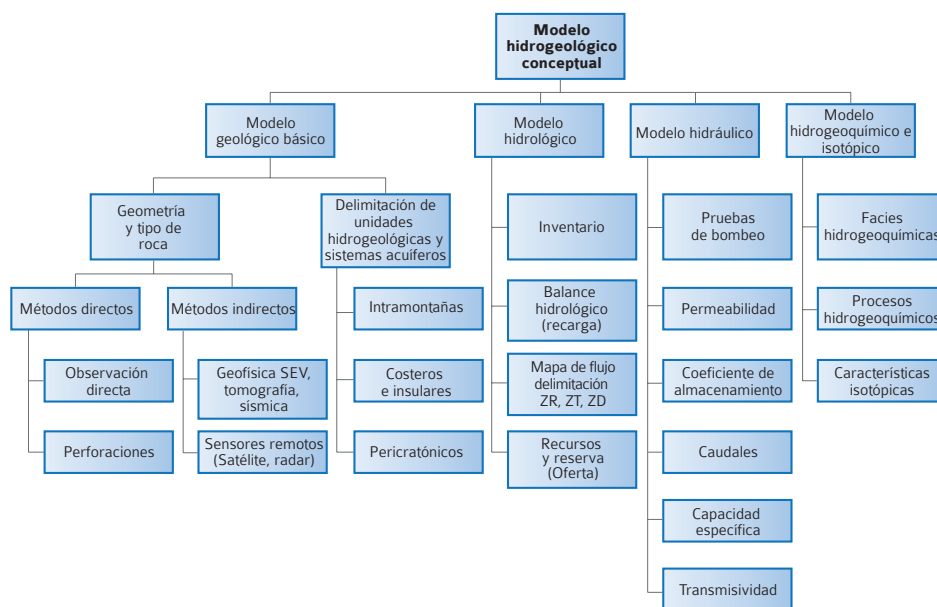 Modelo
hidrogeológico
conceptual
Modelo
geológico básico
Modelo
hidrológico
Modelo hidráulico
Modelo
hidrogeoquímico e
isotópico
Geometría
y tipo de
roca
Delimitación de
unidades
hidrogeológicas y
sistemas acuíferos
Inventario
Pruebas
de bombeo
Facies
hidrogeoquímicas
Métodos directos
Métodos indirectos
Intramontañas
Balance
hidrológico
(recarga)
Permeabilidad
Procesos
hidrogeoquímicos
Observación
directa
Geofísica SEV,
tomografía,
sísmica
Costeros
e insulares
Mapa de flujo
delimitación
ZR, ZT, ZD
Coeficiente de
almacenamiento
Características
isotópicas
Perforaciones
Sensores remotos
(Satélite, radar)
Pericratónicos
Recursos
y reserva
(Oferta)
Caudales
Capacidad
específica
Transmisividad